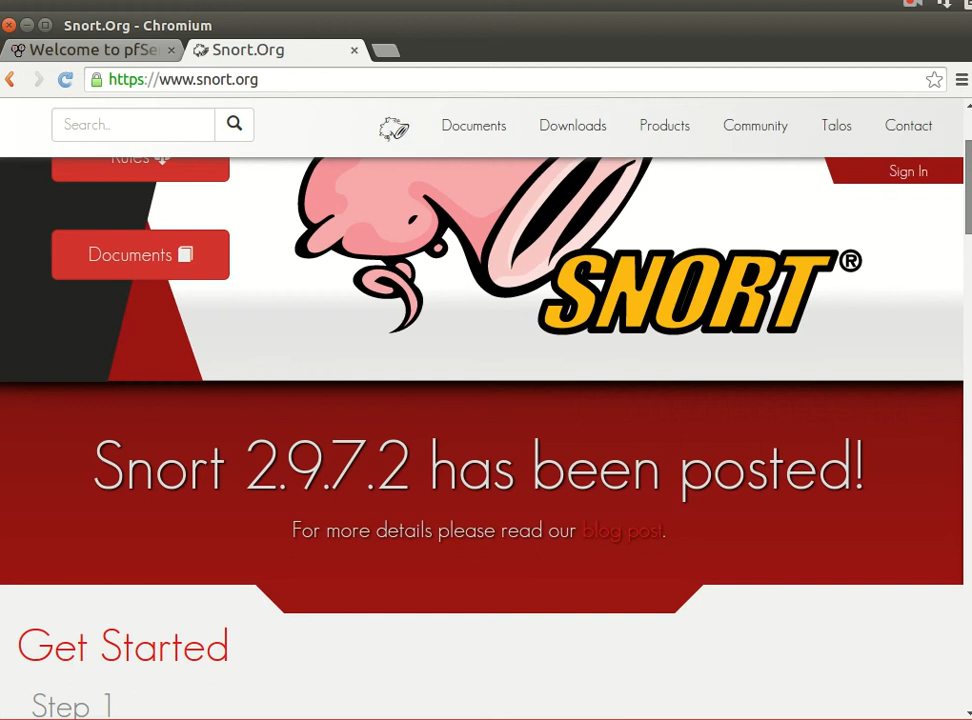 Snort.Org - Chromium
Welcome to pfSe
Snort.Org
https://www.snort.org
Search..
Documents
Downloads
Products
Community
Talos
Contact
Rules
Sign In
Documents
SNORT®
Snort 2.9.7.2 has been posted!
For more details please read our blog post.
Get Started
Step 1